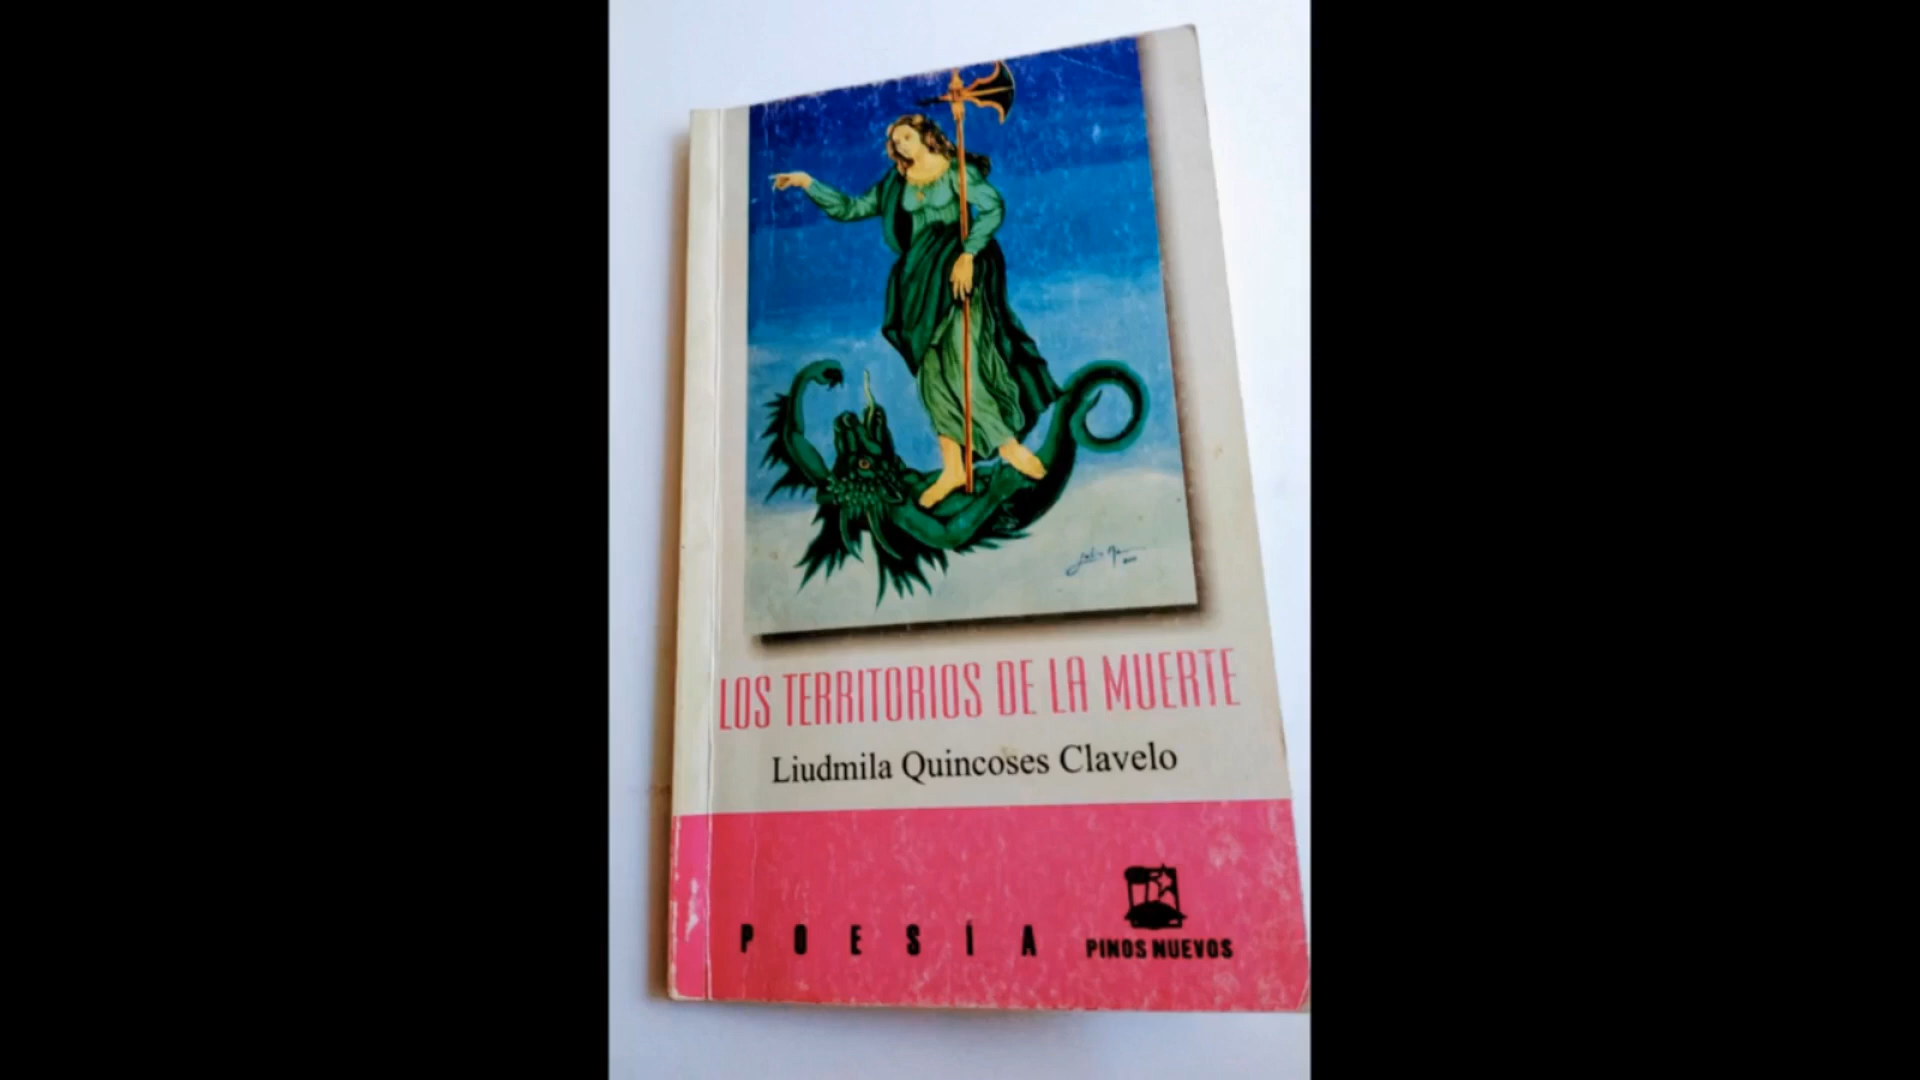 LOS TERRITORIOS DE LA MUERTE
Liudmila Quincoses Clavelo
POESÍA
PINOS NUEVOS